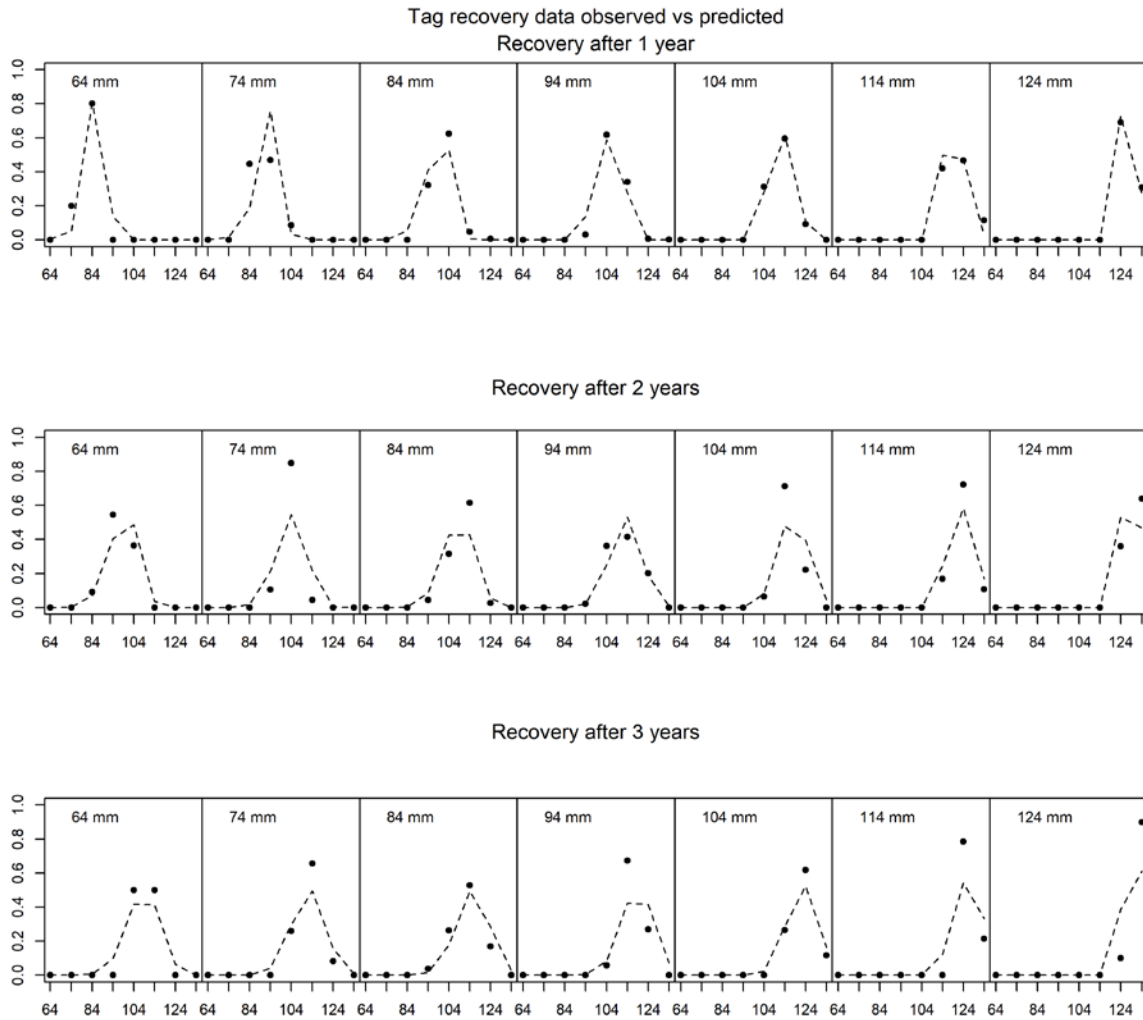 Tag recovery data observed vs predicted
Recovery after 1 year
64 mm 74 mm 84 mm 94 mm 104 mm 114 mm 124 mm
1.0
0.8
0.6
0.4
0.2
0.0
64 84 104 124 64 84 104 124 64 84 104 124 64 84 104 124 64 84 104 124 64 84 104 124 64 84 104 124
Recovery after 2 years
64 mm 74 mm 84 mm 94 mm 104 mm 114 mm 124 mm
1.0
0.8
0.6
0.4
0.2
0.0
64 84 104 124 64 84 104 124 64 84 104 124 64 84 104 124 64 84 104 124 64 84 104 124 64 84 104 124
Recovery after 3 years
64 mm 74 mm 84 mm 94 mm 104 mm 114 mm 124 mm
1.0
0.8
0.6
0.4
0.2
0.0
64 84 104 124 64 84 104 124 64 84 104 124 64 84 104 124 64 84 104 124 64 84 104 124 64 84 104 124